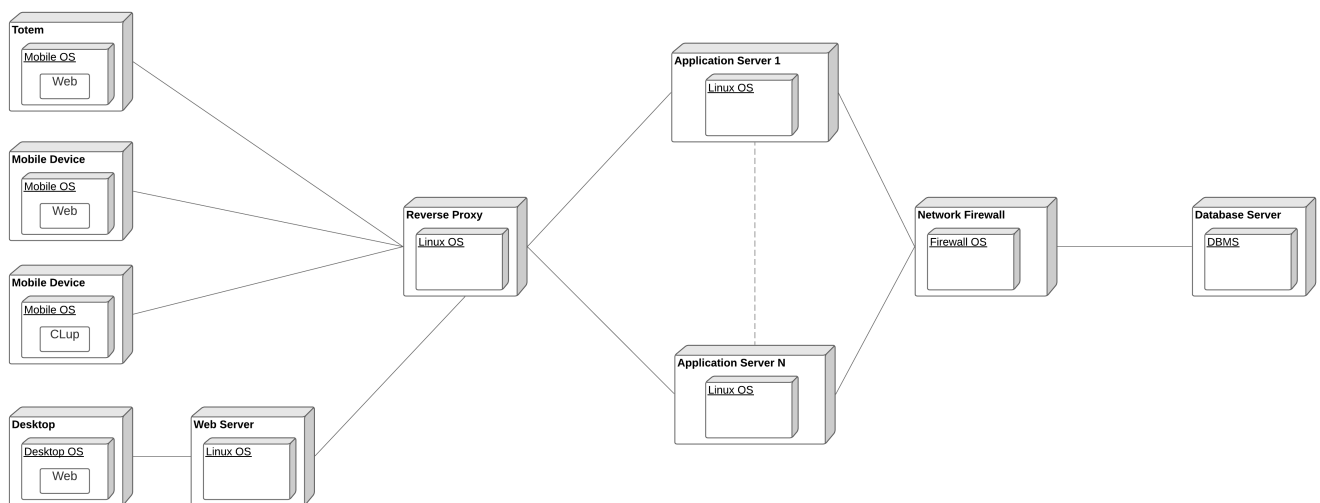 Totem
Mobile OS
Web
Mobile Device
Mobile OS
Web
Mobile Device
Mobile OS
CLup
Desktop
Desktop OS
Web
Web Server
Linux OS
Reverse Proxy
Linux OS
Application Server 1
Linux OS
Application Server N
Linux OS
Network Firewall
Firewall OS
Database Server
DBMS